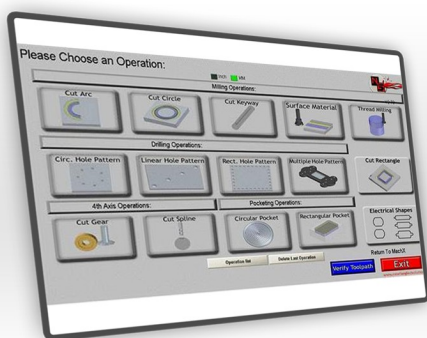 Please Choose an Operation:
MM
Milling Operations:
Cut Arc
Cut Circle
Cut Keyway
Surface Material
Thread Milling
Drilling Operations:
Circ. Hole Pattern
Linear Hole Pattern
Rect. Hole Pattern
Multiple Hole Pattern
Cut Rectangle
4th Axis Operations:
Pocketing Operations:
Cut Gear
Cut Spline
Circular Pocket
Rectangular Pocket
Electrical Shapes
Operation list
Delete Last Operation
Return To MachX
Verify Toolpath
Exit